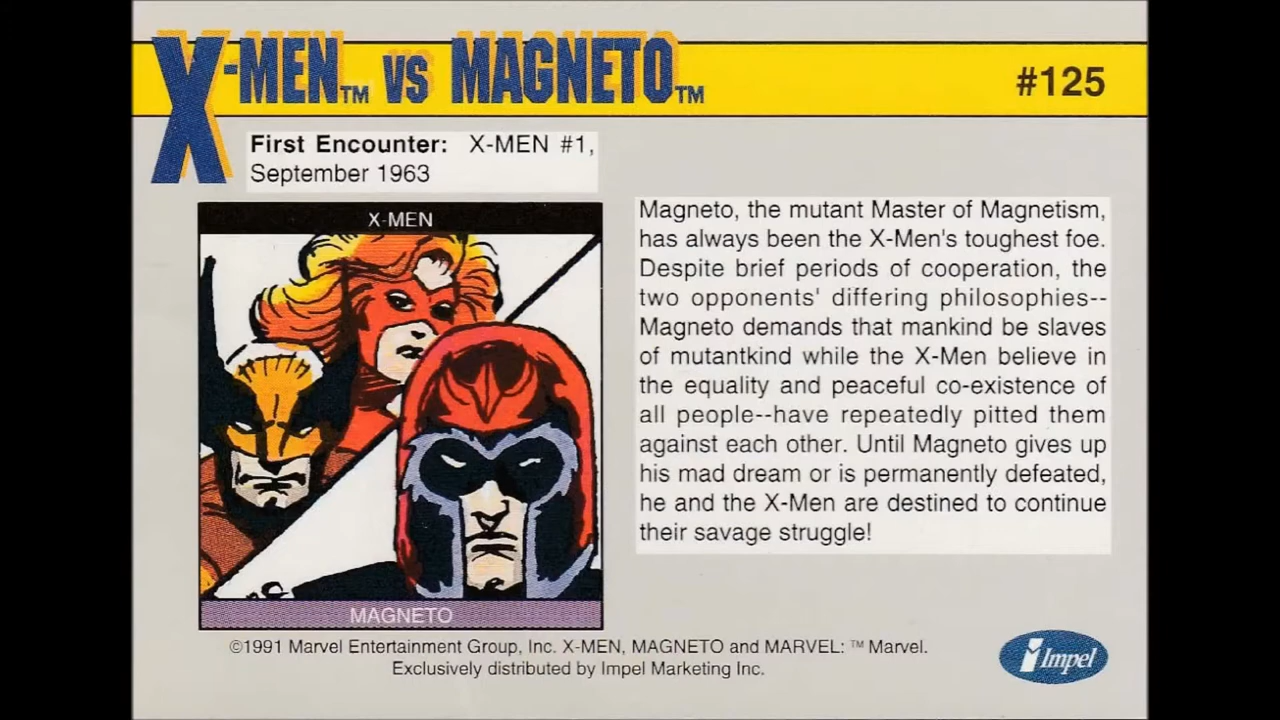 X-MEN™ VS MAGNETO™
#125
First Encounter: X-MEN #1,
September 1963
X-MEN
MAGNETO
Magneto, the mutant Master of Magnetism,
has always been the X-Men's toughest foe.
Despite brief periods of cooperation, the
two opponents' differing philosophies--
Magneto demands that mankind be slaves
of mutantkind while the X-Men believe in
the equality and peaceful co-existence of
all people--have repeatedly pitted them
against each other. Until Magneto gives up
his mad dream or is permanently defeated,
he and the X-Men are destined to continue
their savage struggle!
©1991 Marvel Entertainment Group, Inc. X-MEN, MAGNETO and MARVEL: ™ Marvel.
Exclusively distributed by Impel Marketing Inc.
Impel